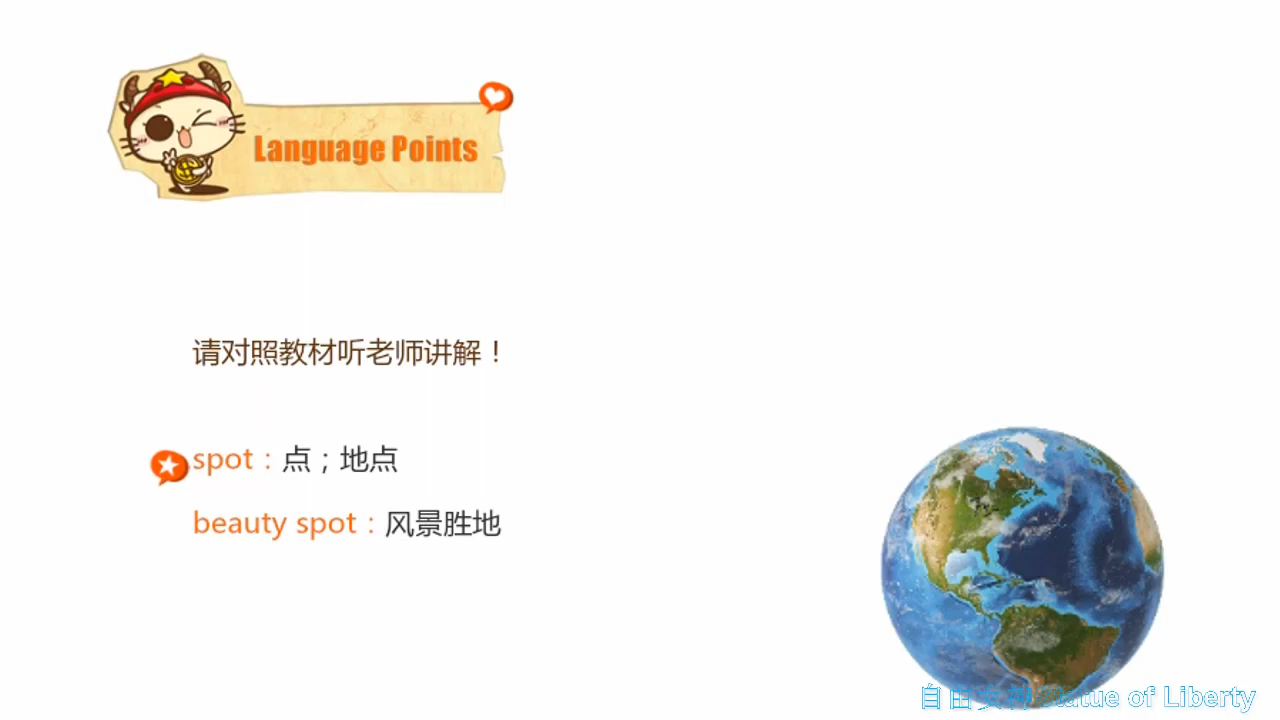 Language Points
请对照教材听老师讲解！
spot：点；地点
beauty spot：风景胜地
自由女神 Statue of Liberty